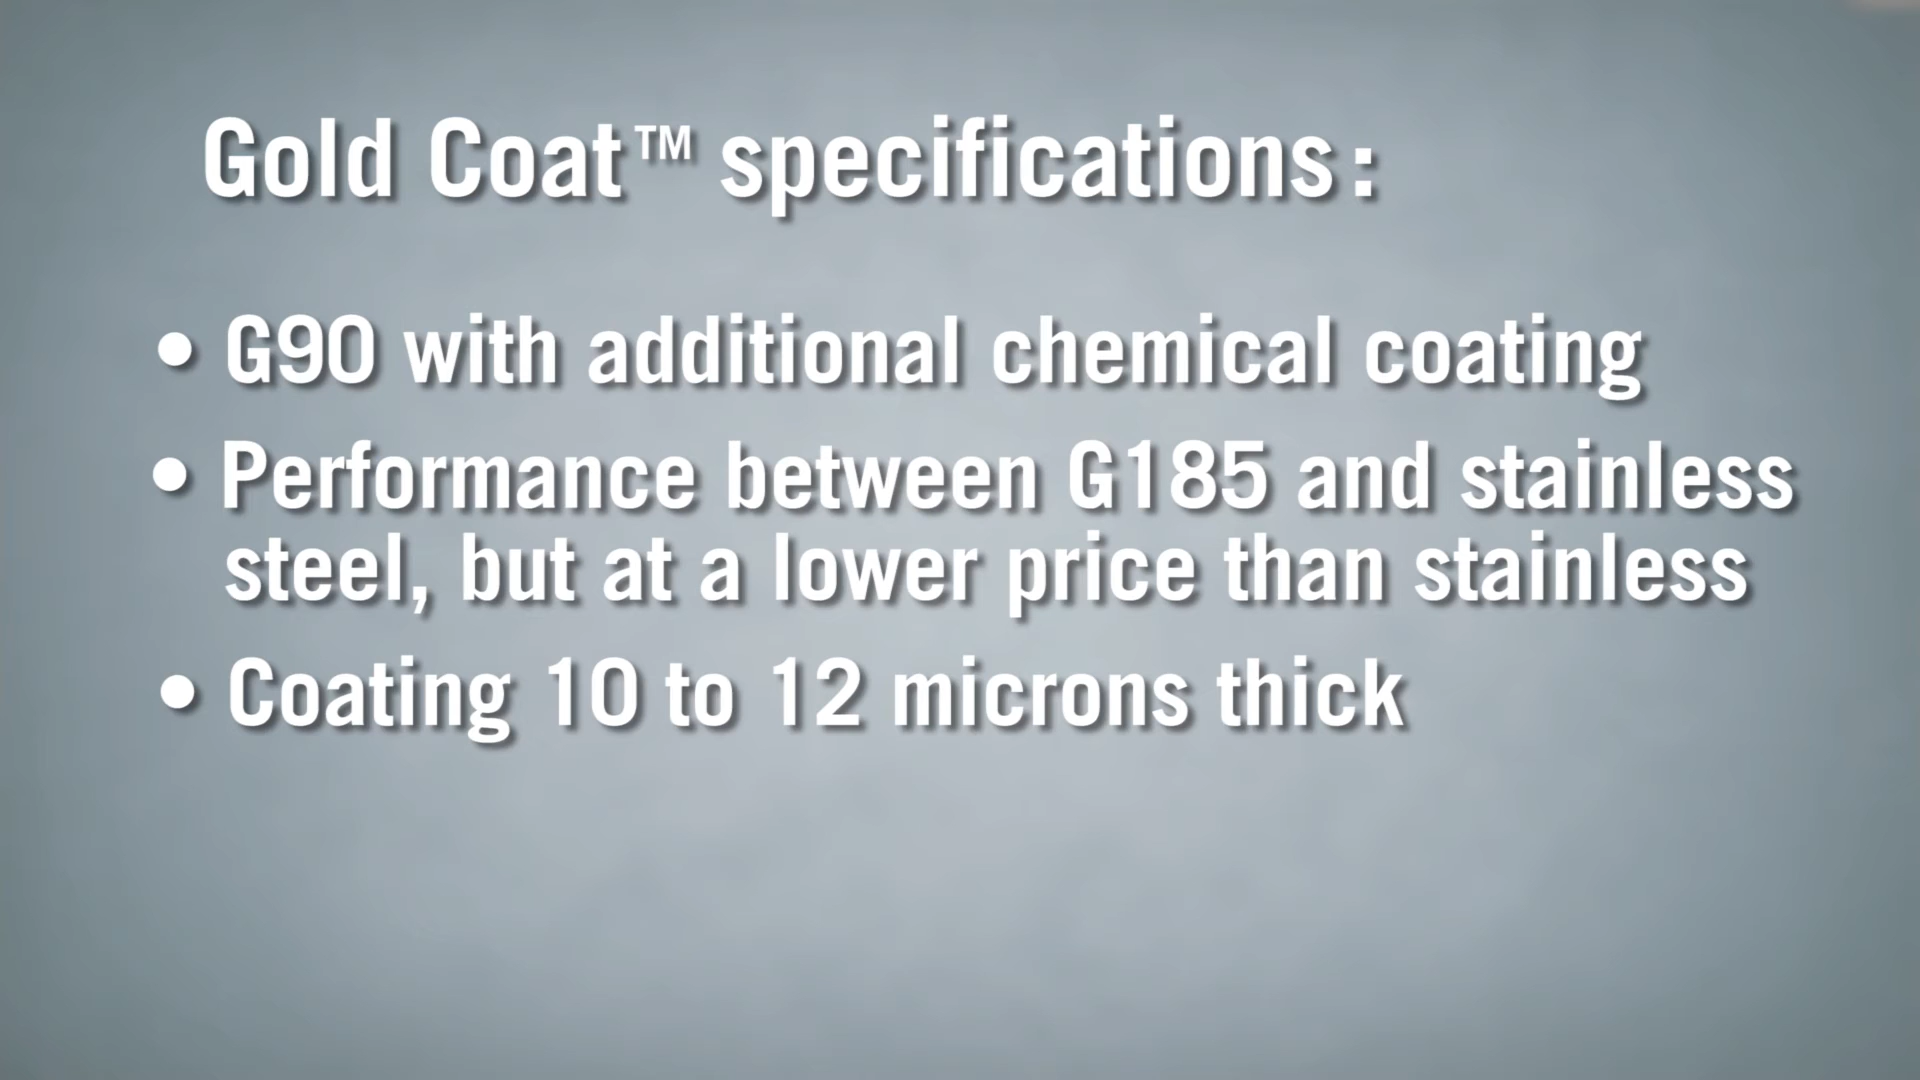 Gold Coat™ specifications:
• G90 with additional chemical coating
• Performance between G185 and stainless
steel, but at a lower price than stainless
• Coating 10 to 12 microns thick